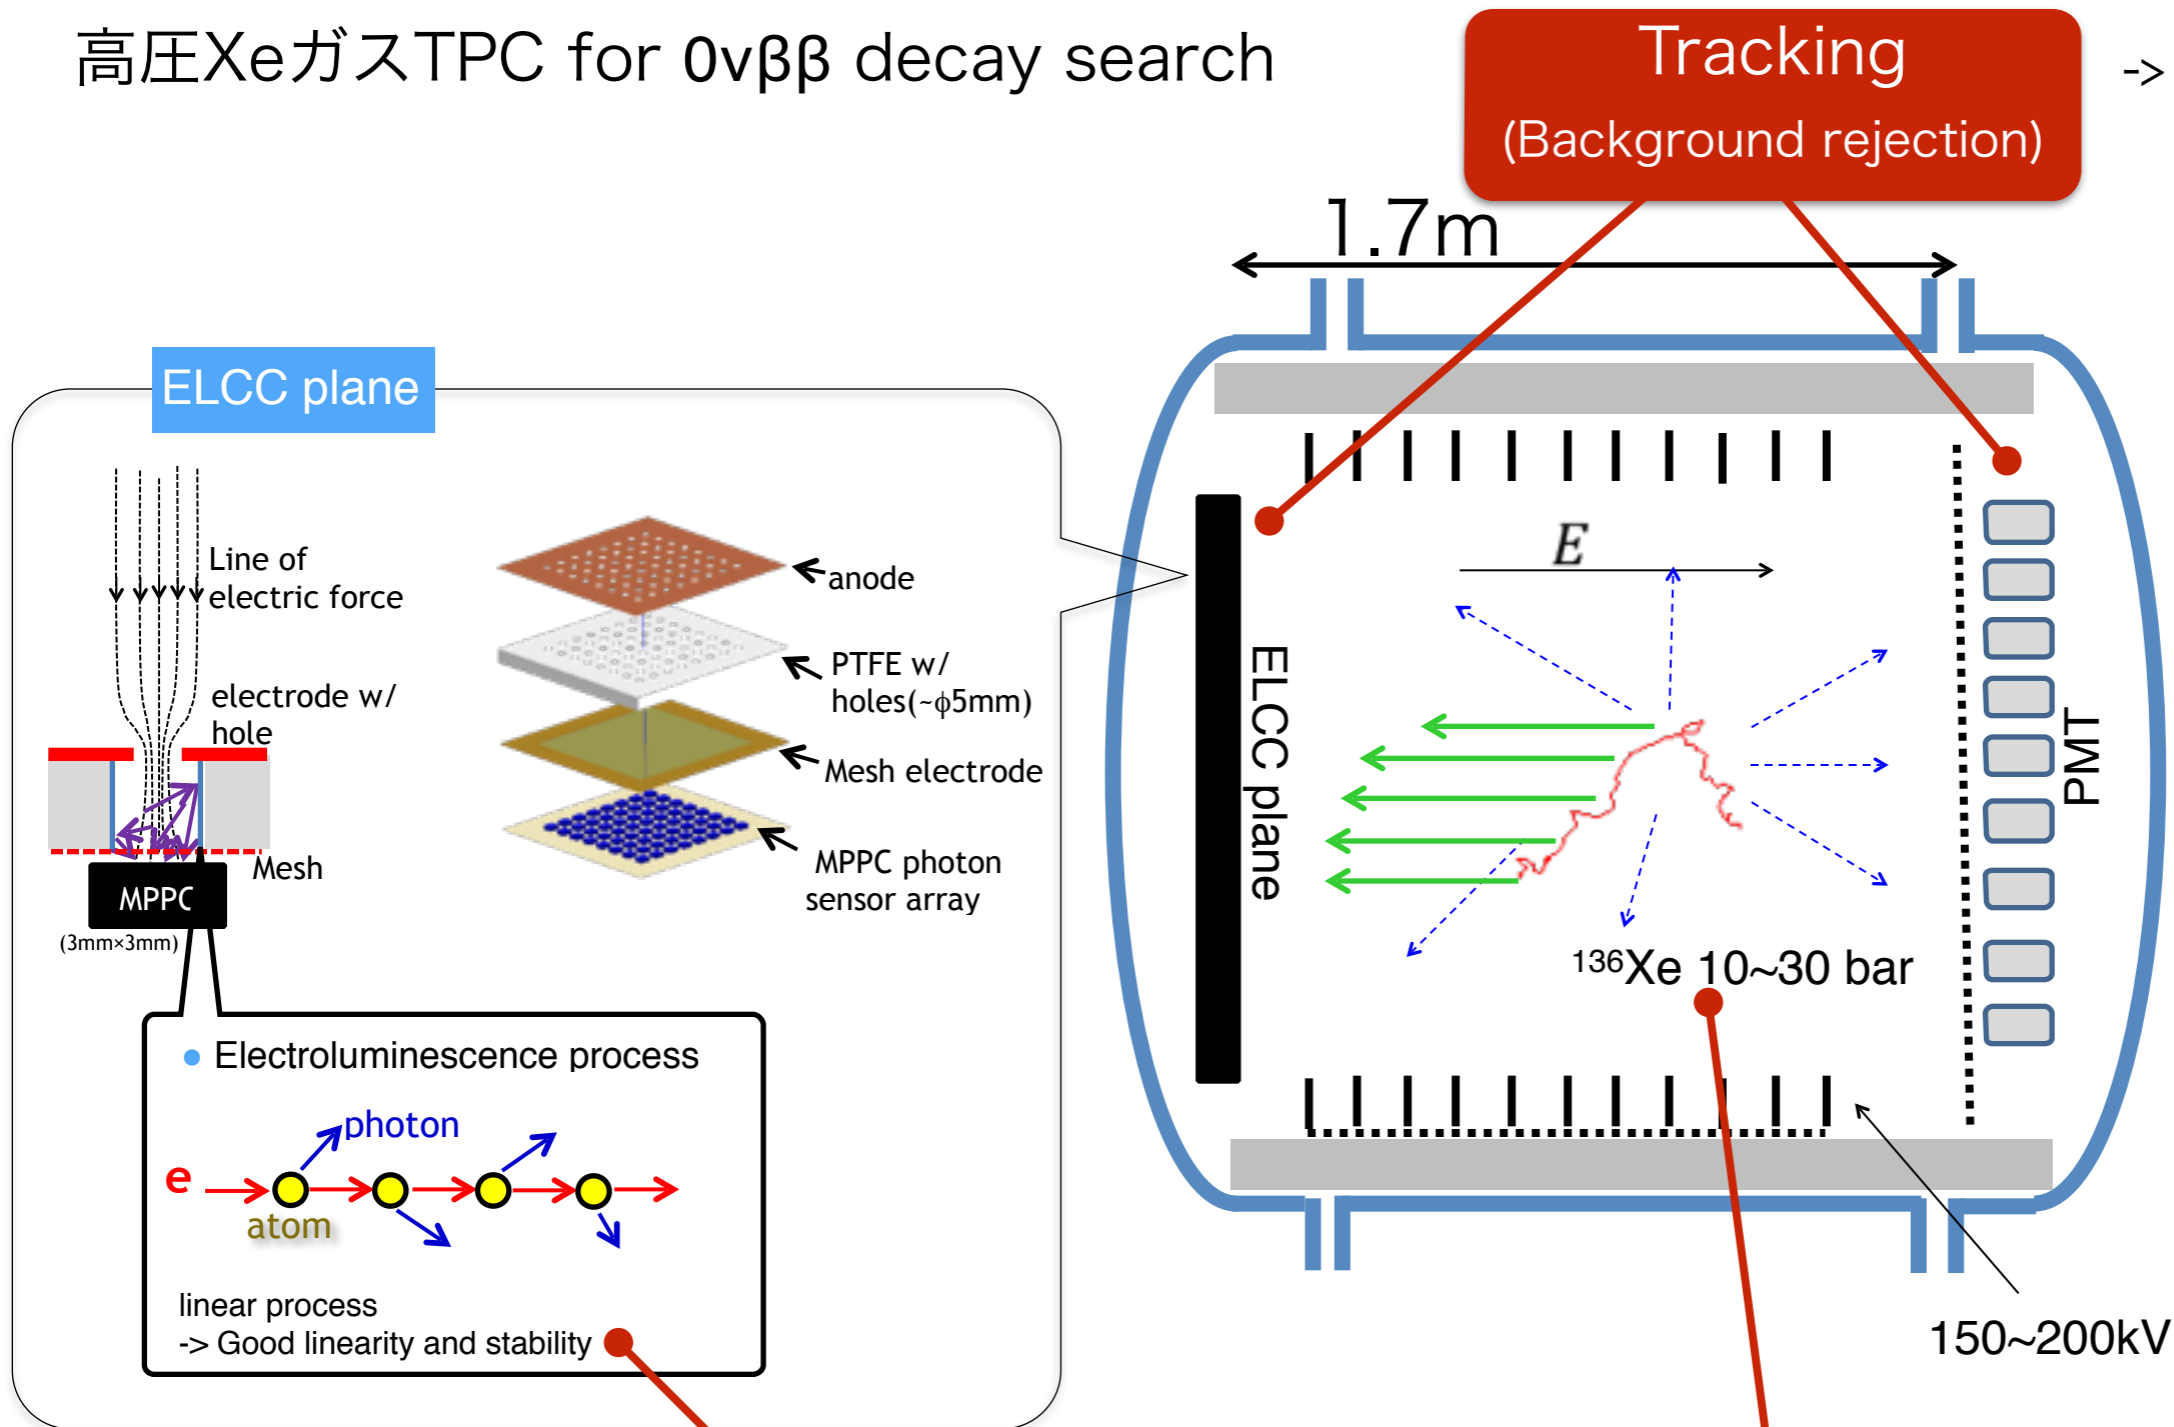 高圧XeガスTPC for 0νββ decay search
Tracking
(Background rejection)
->
1.7m
ELCC plane
Line of
electric force
electrode w/
hole
Mesh
MPPC
(3mm×3mm)
anode
PTFE w/
holes(~φ5mm)
Mesh electrode
MPPC photon
sensor array
Electroluminescence process
photon
e
atom
linear process
-> Good linearity and stability
E
ELCC plane
PMT
¹³⁶Xe 10~30 bar
150~200kV